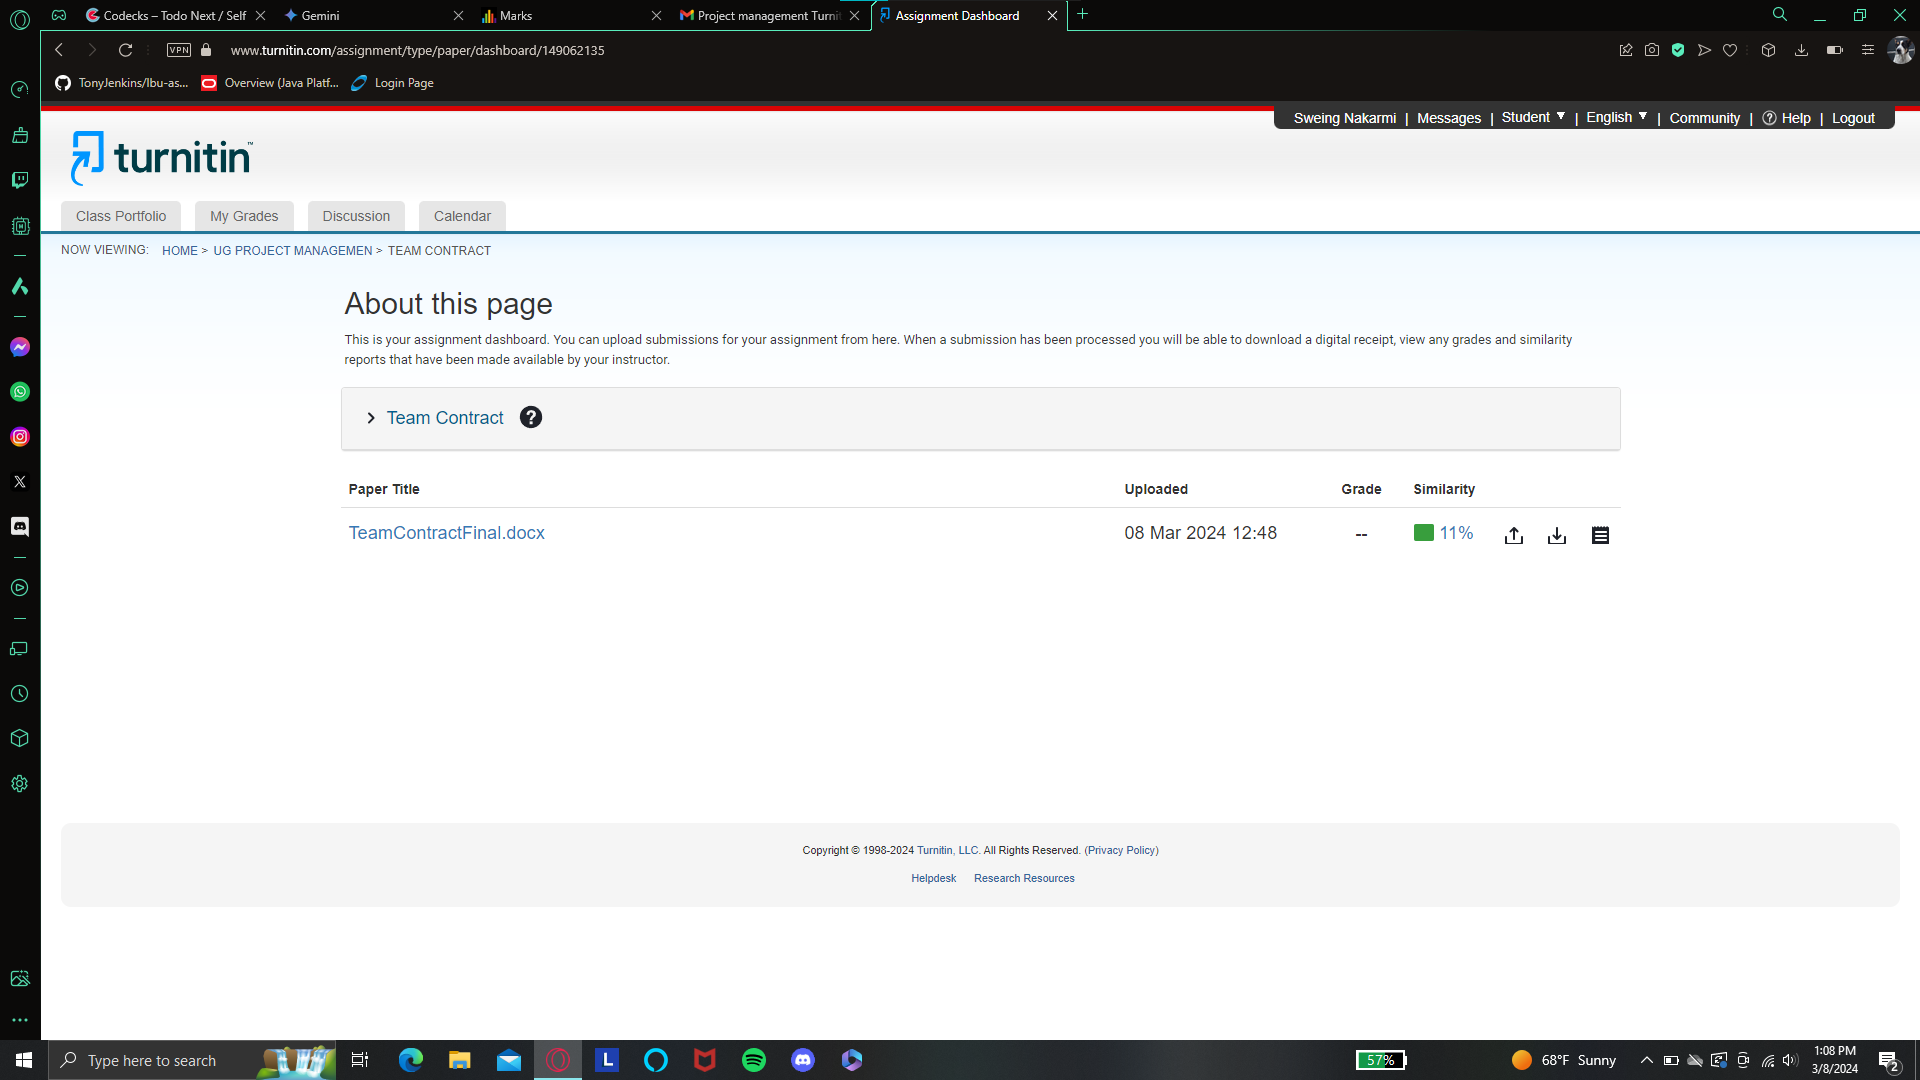 Codecks – Todo Next / Self
Gemini
Marks
Project management Turnit
Assignment Dashboard
VPN
www.turnitin.com/assignment/type/paper/dashboard/149062135
TonyJenkins/lbu-as...
Overview (Java Platf...
Login Page
Sweing Nakarmi | Messages | Student ▼ | English ▼ | Community | ? Help | Logout
turnitin™
Class Portfolio
My Grades
Discussion
Calendar
NOW VIEWING: HOME > UG PROJECT MANAGEMEN > TEAM CONTRACT
About this page
This is your assignment dashboard. You can upload submissions for your assignment from here. When a submission has been processed you will be able to download a digital receipt, view any grades and similarity
reports that have been made available by your instructor.
Team Contract ?
Paper Title Uploaded Grade Similarity
TeamContractFinal.docx 08 Mar 2024 12:48 -- 11%
Copyright © 1998-2024 Turnitin, LLC. All Rights Reserved. (Privacy Policy)
Helpdesk Research Resources
Type here to search
L
57%
68°F Sunny
1:08 PM
3/8/2024
2